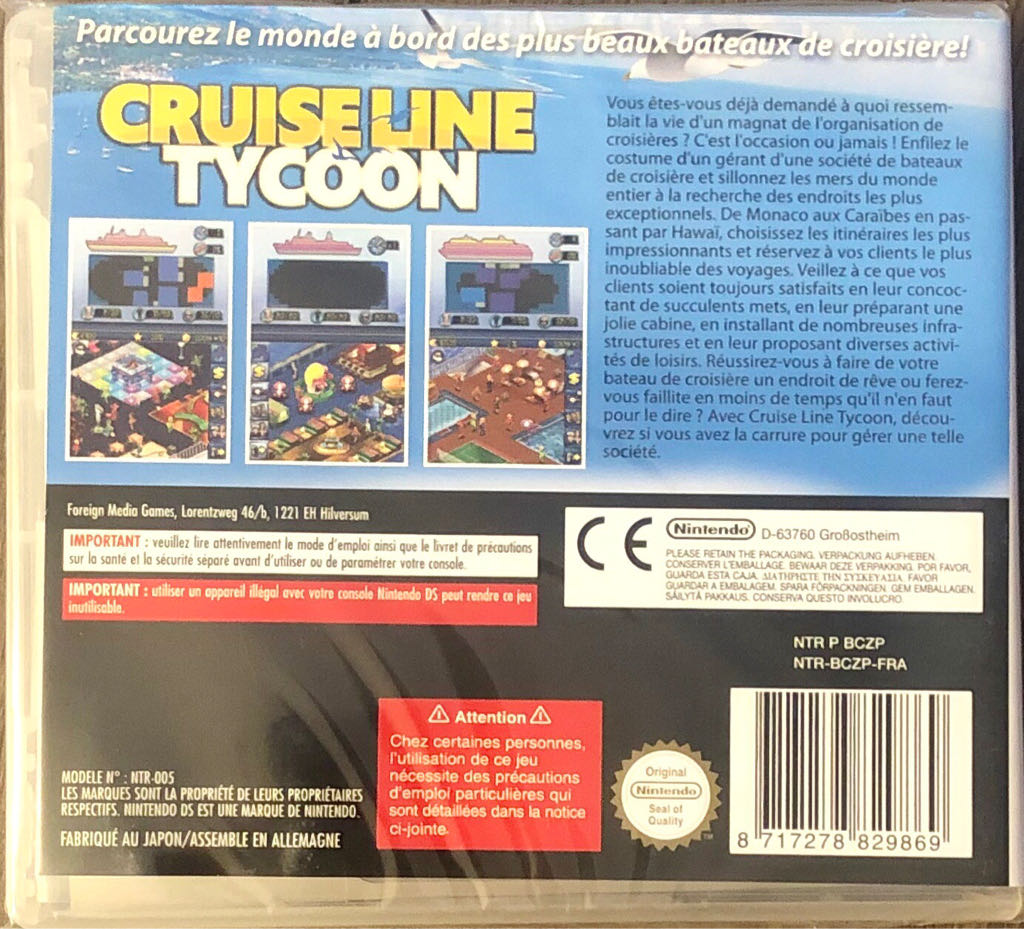 Parcourez le monde à bord des plus beaux bateaux de croisière!
CRUISE LINE
TYCOON
Vous êtes-vous déjà demandé à quoi ressem-
blait la vie d'un magnat de l'organisation de
croisières ? C'est l'occasion ou jamais ! Enfilez le
costume d'un gérant d'une société de bateaux
de croisière et sillonnez les mers du monde
entier à la recherche des endroits les plus
exceptionnels. De Monaco aux Caraïbes en pas-
sant par Hawaï, choisissez les itinéraires les plus
impressionnants et réservez à vos clients le plus
inoubliable des voyages. Veillez à ce que vos
clients soient toujours satisfaits en leur concoc-
tant de succulents mets, en leur préparant une
jolie cabine, en installant de nombreuses infra-
structures et en leur proposant diverses activi-
tés de loisirs. Réussirez-vous à faire de votre
bateau de croisière un endroit de rêve ou ferez-
vous faillite en moins de temps qu'il n'en faut
pour le dire ? Avec Cruise Line Tycoon, décou-
vrez si vous avez la carrure pour gérer une telle
société.
Foreign Media Games, Lorentzweg 46/b, 1221 EH Hilversum
IMPORTANT : veuillez lire attentivement le mode d'emploi ainsi que le livret de précautions
sur la santé et la sécurité séparé avant d'utiliser ou de paramétrer votre console.
IMPORTANT : utiliser un appareil illégal avec votre console Nintendo DS peut rendre ce jeu
inutilisable.
CE
Nintendo D-63760 Großostheim
PLEASE RETAIN THE PACKAGING. VERPACKUNG AUFHEBEN.
CONSERVER L'EMBALLAGE. BEWAAR DEZE VERPAKKING. POR FAVOR,
GUARDA ESTA CAJA. ΔΙΑΤΗΡΗΣΤΕ ΤΗΝ ΣΥΣΚΕΥΑΣΙΑ. FAVOR
GUARDAR A EMBALAGEM. SPARA FÖRPACKNINGEN. GEM EMBALLAGEN.
SÄILYTÄ PAKKAUS. CONSERVA QUESTO INVOLUCRO.
NTR P BCZP
NTR-BCZP-FRA
⚠ Attention ⚠
Chez certaines personnes,
l'utilisation de ce jeu
nécessite des précautions
d'emploi particulières qui
sont détaillées dans la notice
ci-jointe.
MODELE N° : NTR-005
LES MARQUES SONT LA PROPRIÉTÉ DE LEURS PROPRIÉTAIRES
RESPECTIFS. NINTENDO DS EST UNE MARQUE DE NINTENDO.
FABRIQUÉ AU JAPON/ASSEMBLE EN ALLEMAGNE
Original
Nintendo
Seal of
Quality
TM
8 717278 829869